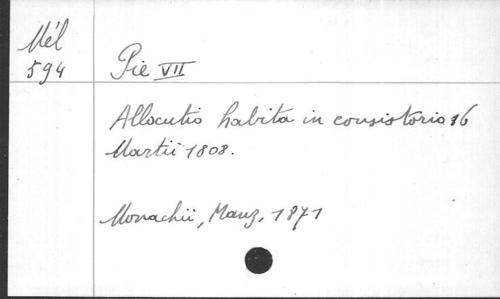 Mél
594
Pie VII
Allocutio habita in consistorio 16
Martii 1808.
Monachii, Manz, 1871